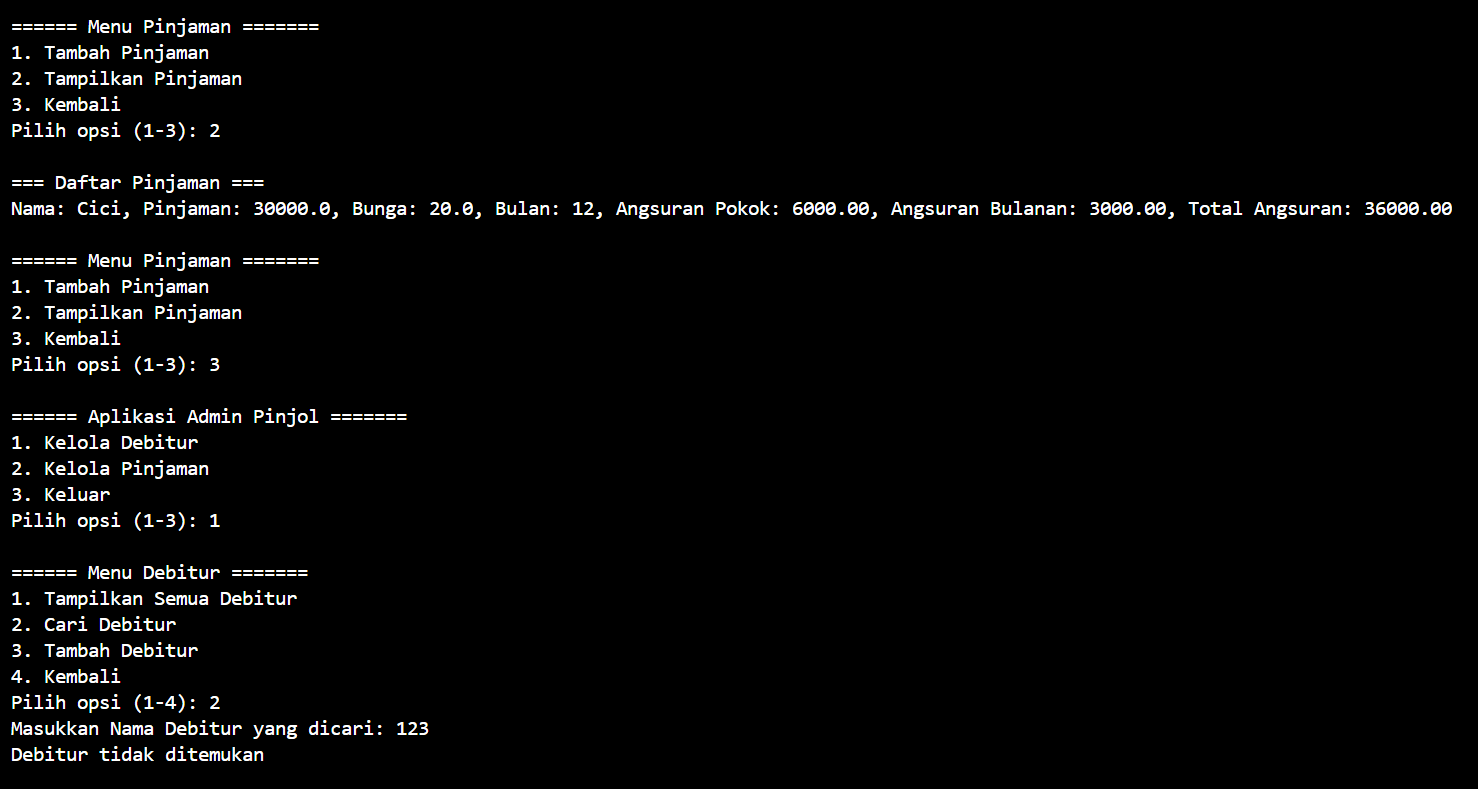 ====== Menu Pinjaman =======
1. Tambah Pinjaman
2. Tampilkan Pinjaman
3. Kembali
Pilih opsi (1-3): 2
=== Daftar Pinjaman ===
Nama: Cici, Pinjaman: 30000.0, Bunga: 20.0, Bulan: 12, Angsuran Pokok: 6000.00, Angsuran Bulanan: 3000.00, Total Angsuran: 36000.00
====== Menu Pinjaman =======
1. Tambah Pinjaman
2. Tampilkan Pinjaman
3. Kembali
Pilih opsi (1-3): 3
====== Aplikasi Admin Pinjol =======
1. Kelola Debitur
2. Kelola Pinjaman
3. Keluar
Pilih opsi (1-3): 1
====== Menu Debitur =======
1. Tampilkan Semua Debitur
2. Cari Debitur
3. Tambah Debitur
4. Kembali
Pilih opsi (1-4): 2
Masukkan Nama Debitur yang dicari: 123
Debitur tidak ditemukan